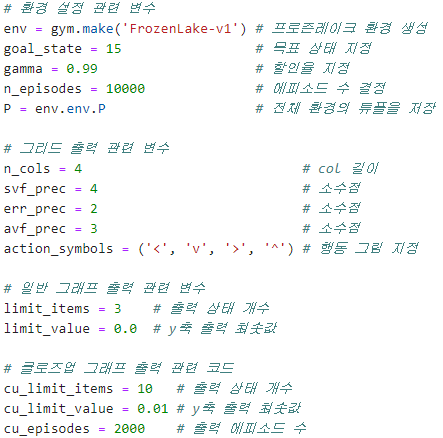 # 환경 설정 관련 변수
env = gym.make('FrozenLake-v1') # 프로즌레이크 환경 생성
goal_state = 15 # 목표 상태 지정
gamma = 0.99 # 할인율 지정
n_episodes = 10000 # 에피소드 수 결정
P = env.env.P # 전체 환경의 튜플을 저장
# 그리드 출력 관련 변수
n_cols = 4 # col 길이
svf_prec = 4 # 소수점
err_prec = 2 # 소수점
avf_prec = 3 # 소수점
action_symbols = ('<', 'v', '>', '^') # 행동 그림 지정
# 일반 그래프 출력 관련 변수
limit_items = 3 # 출력 상태 개수
limit_value = 0.0 # y축 출력 최솟값
# 클로즈업 그래프 출력 관련 코드
cu_limit_items = 10 # 출력 상태 개수
cu_limit_value = 0.01 # y축 출력 최솟값
cu_episodes = 2000 # 출력 에피소드 수